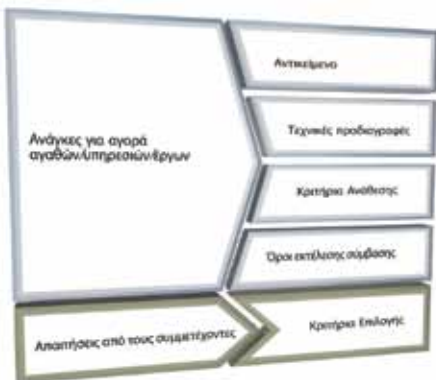 Ανάγκες για αγορά
αγαθών/υπηρεσιών/έργων
Αντικείμενο
Τεχνικές προδιαγραφές
Κριτήρια Ανάθεσης
Όροι εκτέλεσης σύμβασης
Απαιτήσεις από τους συμμετέχοντες
Κριτήρια Επιλογής